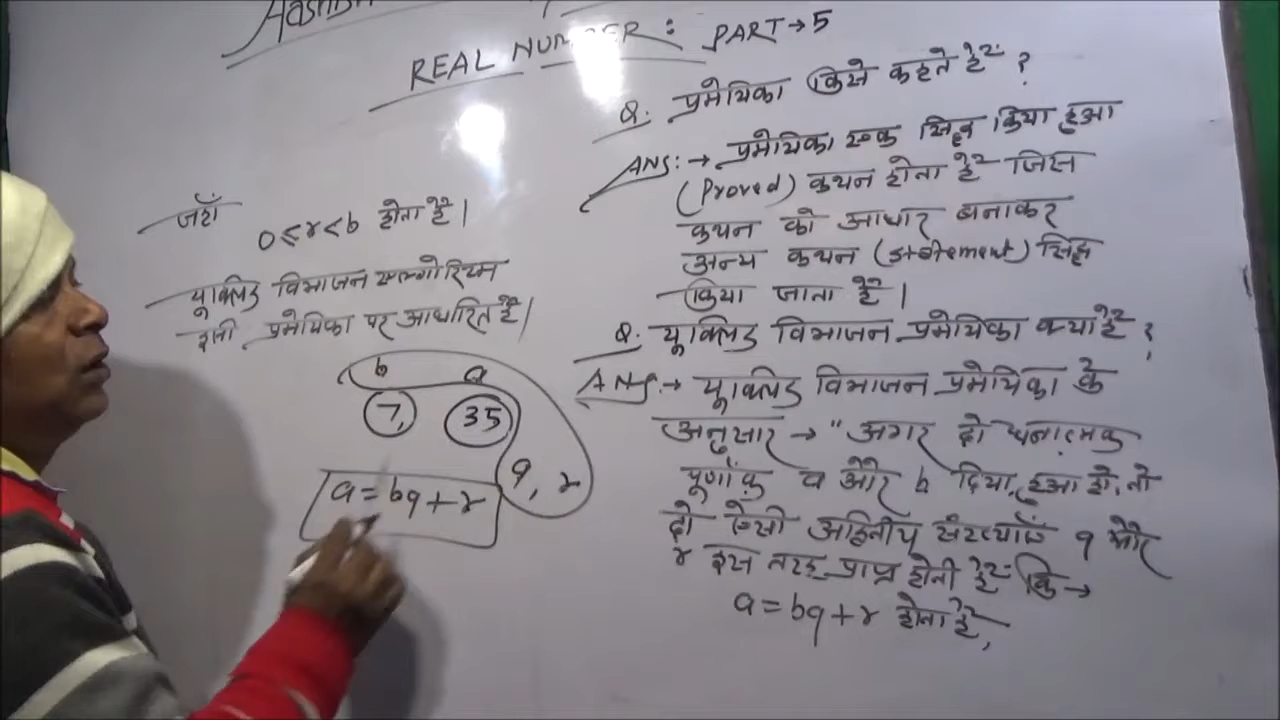 REAL NUMBER: PART→5
Q. प्रमेयिका किसे कहते हैं ?
ANS:→ प्रमेयिका एक सिद्ध किया हुआ
(Proved) कथन होता है जिस
कथन को आधार बनाकर
अन्य कथन (statement) सिद्ध
किया जाता है।
Q. यूक्लिड विभाजन प्रमेयिका क्या है ?
ANS.→ यूक्लिड विभाजन प्रमेयिका के
अनुसार → "अगर दो धनात्मक
पूर्णांक a और b दिया हुआ हो, तो
दो ऐसी अद्वितीय संख्याएँ q और
r इस तरह प्राप्त होती हैं कि →
a = bq + r होता है,
जहाँ
0 ≤ r < b होता है।
यूक्लिड विभाजन एल्गोरिथ्म
इसी प्रमेयिका पर आधारित है।
b a
7, 35
q, r
a = bq + r